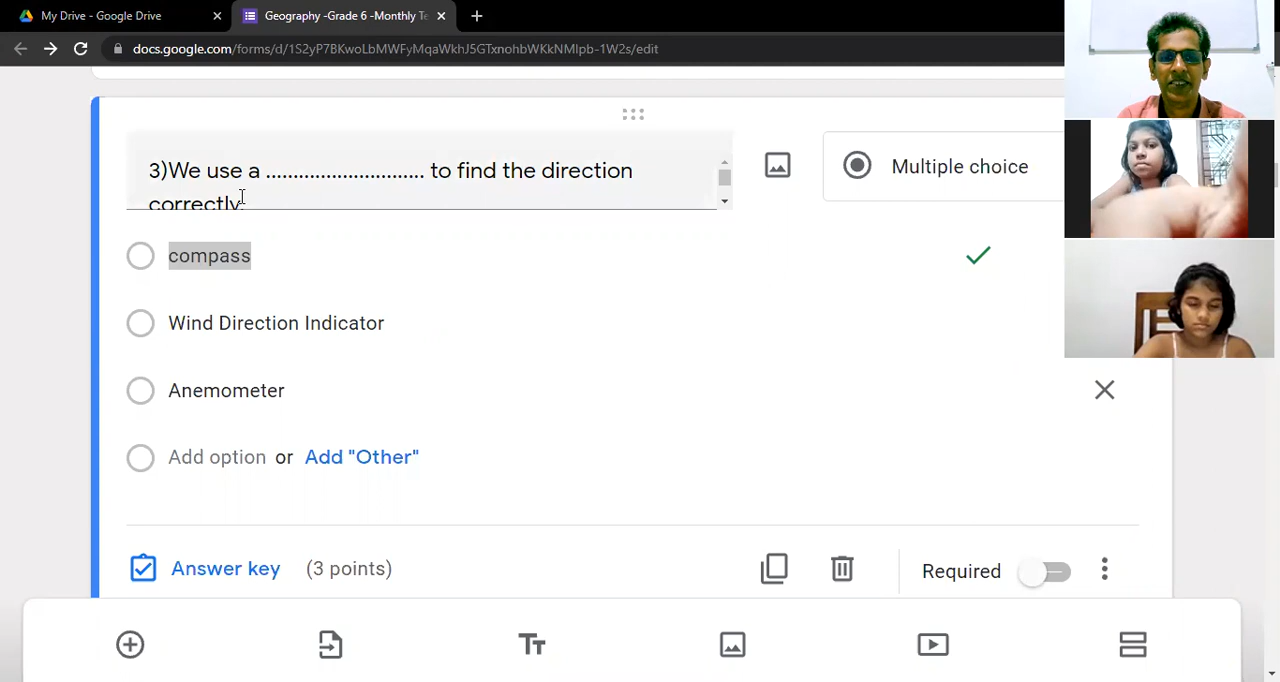 My Drive - Google Drive
Geography -Grade 6 -Monthly Te
docs.google.com/forms/d/1S2yP7BKwoLbMWFyMqaWkhJ5GTxnohbWKkNMlpb-1W2s/edit
3)We use a ............................. to find the direction
correctly.
Multiple choice
compass
Wind Direction Indicator
Anemometer
Add option or Add "Other"
Answer key (3 points)
Required
Tт